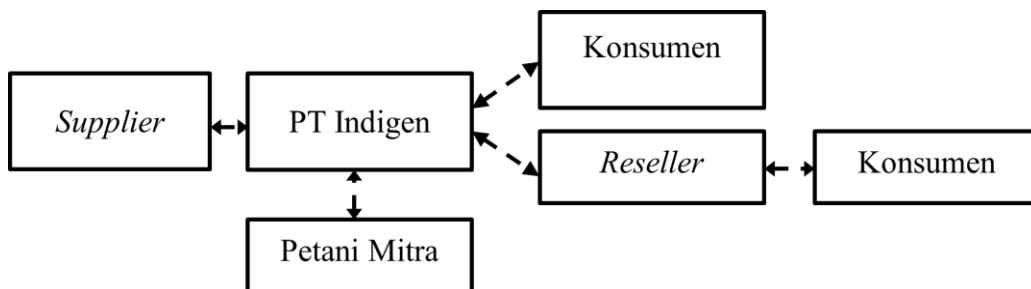 Supplier
PT Indigen
Konsumen
Reseller
Konsumen
Petani Mitra